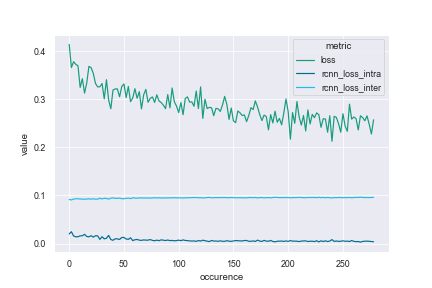 metric
loss
rcnn_loss_intra
rcnn_loss_inter
value
0.4
0.3
0.2
0.1
0.0
0
50
100
150
200
250
occurence